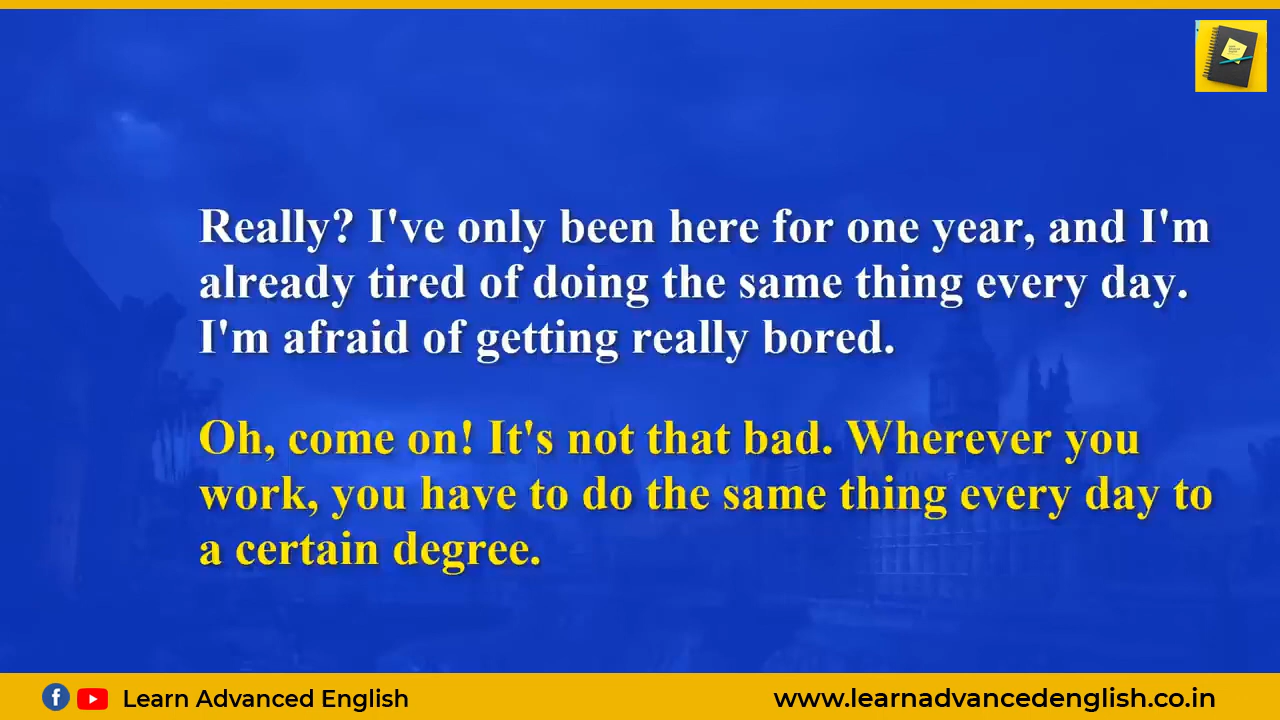 Really? I've only been here for one year, and I'm
already tired of doing the same thing every day.
I'm afraid of getting really bored.
Oh, come on! It's not that bad. Wherever you
work, you have to do the same thing every day to
a certain degree.
Learn Advanced English
www.learnadvancedenglish.co.in